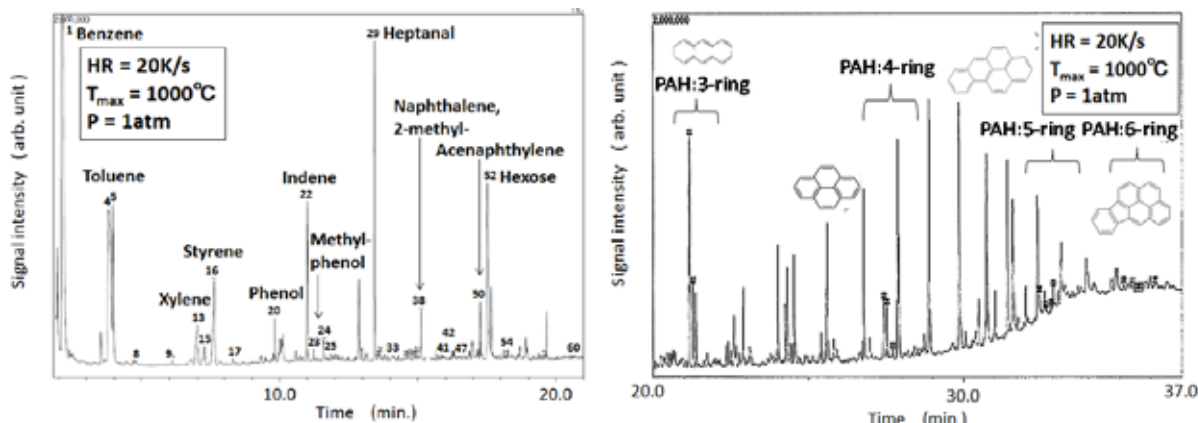 2,000,000
1 Benzene
HR = 20K/s
Tmax = 1000°C
P = 1atm
29 Heptanal
Naphthalene,
2-methyl-
Acenaphthylene
52 Hexose
Toluene
4 5
Indene
22
Styrene
16
Methyl-
phenol
Xylene
13
Phenol
20
38
50
8
9
15
17
23
24
25
33
41
42
47
54
60
10.0
20.0
Time (min.)
Signal intensity (arb. unit)
2,000,000
PAH:3-ring
PAH:4-ring
HR = 20K/s
Tmax = 1000°C
P = 1atm
PAH:5-ring
PAH:6-ring
20.0
30.0
37.0
Time (min.)
Signal intensity (arb. unit)